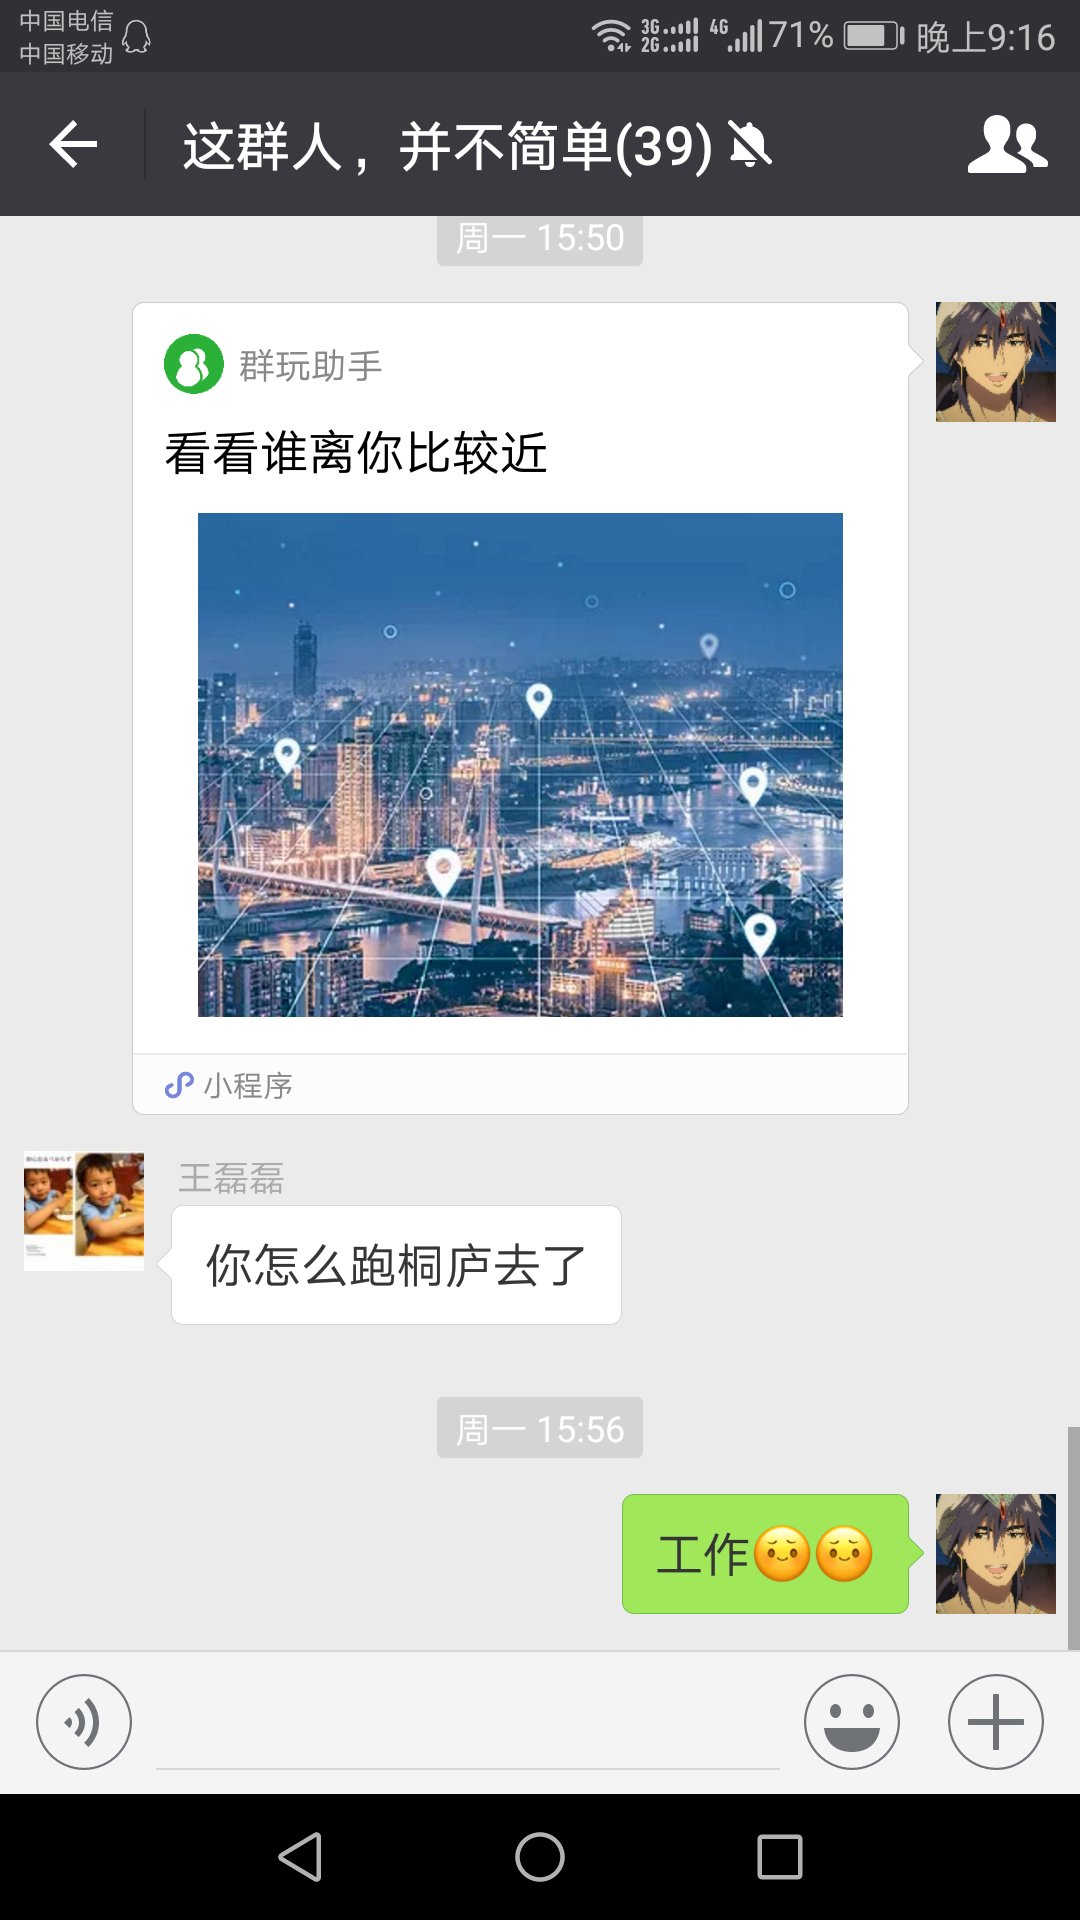 中国电信
中国移动
3G
2G
4G
71%
晚上9:16
这群人，并不简单(39)
周一 15:50
群玩助手
看看谁离你比较近
小程序
王磊磊
你怎么跑桐庐去了
周一 15:56
工作😌😌